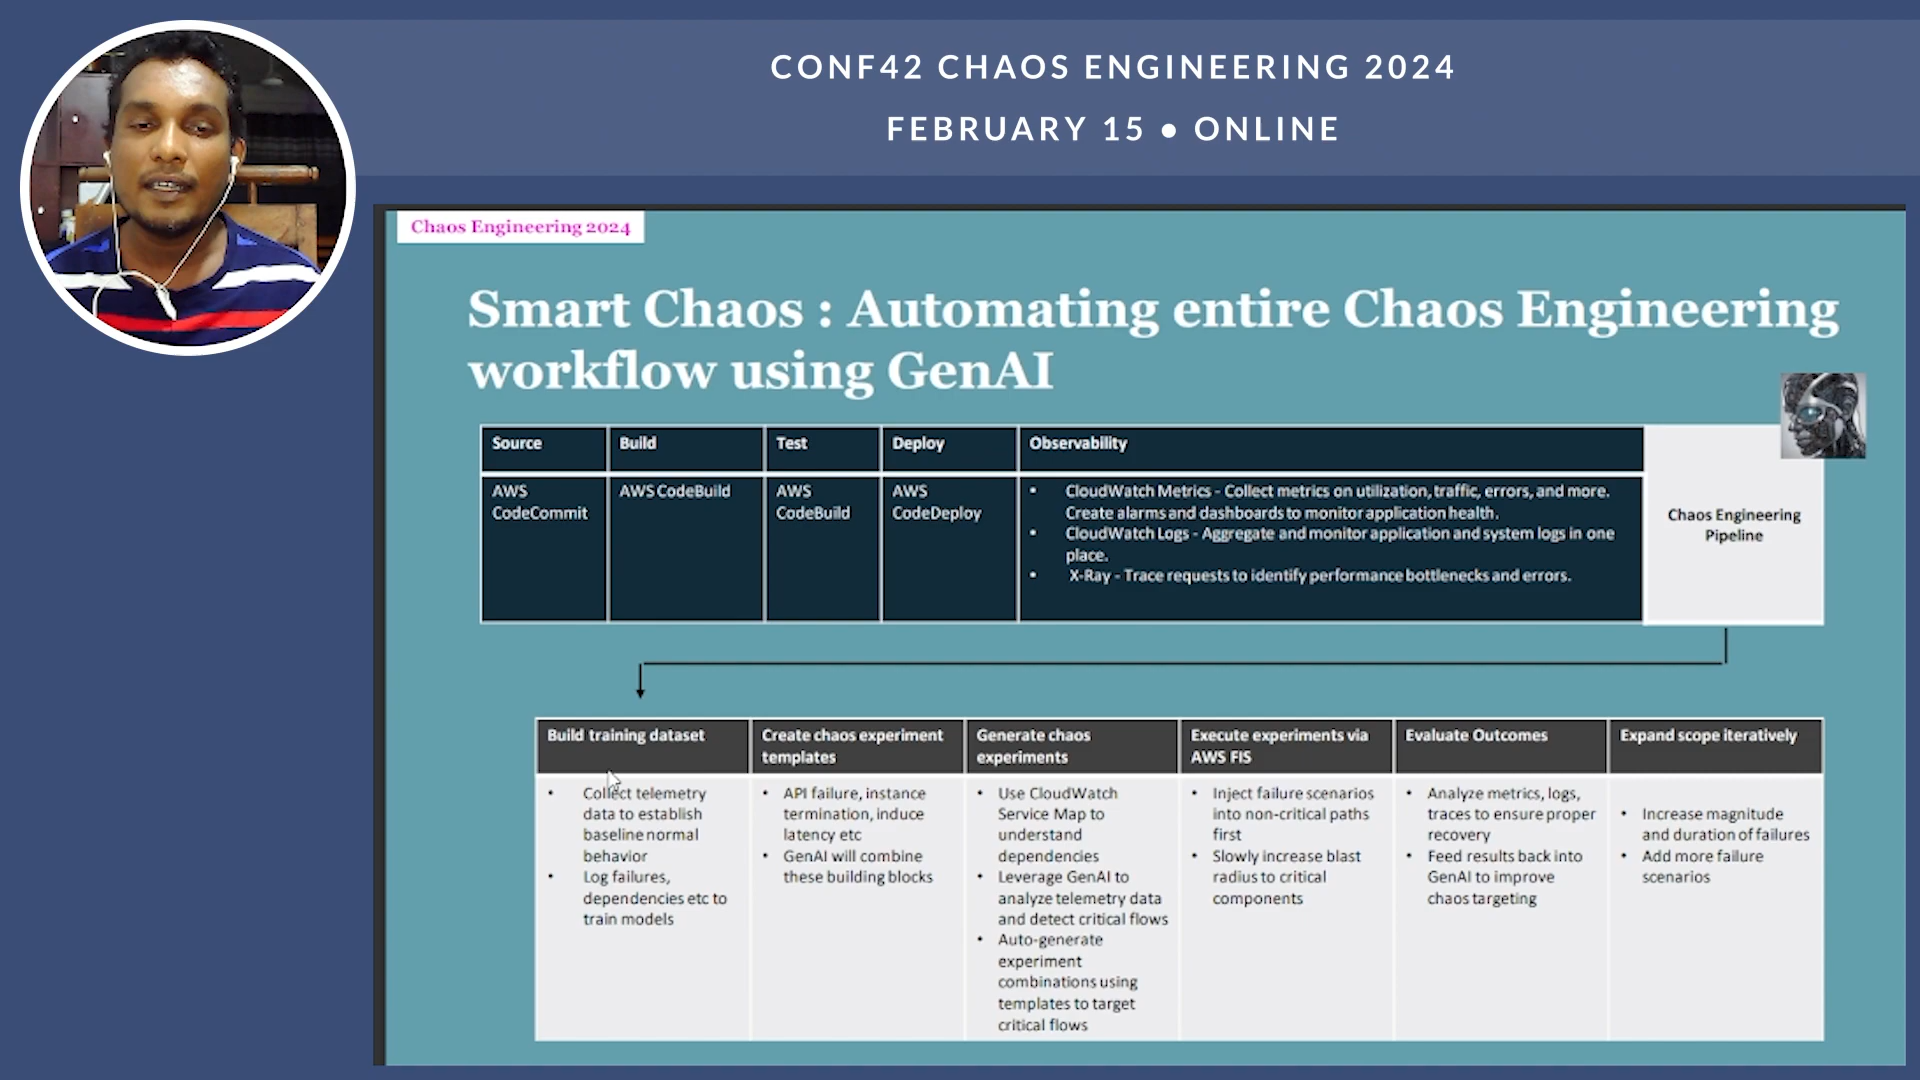 CONF42 CHAOS ENGINEERING 2024
FEBRUARY 15 • ONLINE
Chaos Engineering 2024
Smart Chaos : Automating entire Chaos Engineering
workflow using GenAI
Source
Build
Test
Deploy
Observability
AWS
CodeCommit
AWS CodeBuild
AWS
CodeBuild
AWS
CodeDeploy
• CloudWatch Metrics - Collect metrics on utilization, traffic, errors, and more.
Create alarms and dashboards to monitor application health.
• CloudWatch Logs - Aggregate and monitor application and system logs in one
place.
• X-Ray - Trace requests to identify performance bottlenecks and errors.
Chaos Engineering
Pipeline
Build training dataset
Create chaos experiment
templates
Generate chaos
experiments
Execute experiments via
AWS FIS
Evaluate Outcomes
Expand scope iteratively
• Collect telemetry
data to establish
baseline normal
behavior
• Log failures,
dependencies etc to
train models
• API failure, instance
termination, induce
latency etc
• GenAI will combine
these building blocks
• Use CloudWatch
Service Map to
understand
dependencies
• Leverage GenAI to
analyze telemetry data
and detect critical flows
• Auto-generate
experiment
combinations using
templates to target
critical flows
• Inject failure scenarios
into non-critical paths
first
• Slowly increase blast
radius to critical
components
• Analyze metrics, logs,
traces to ensure proper
recovery
• Feed results back into
GenAI to improve
chaos targeting
• Increase magnitude
and duration of failures
• Add more failure
scenarios